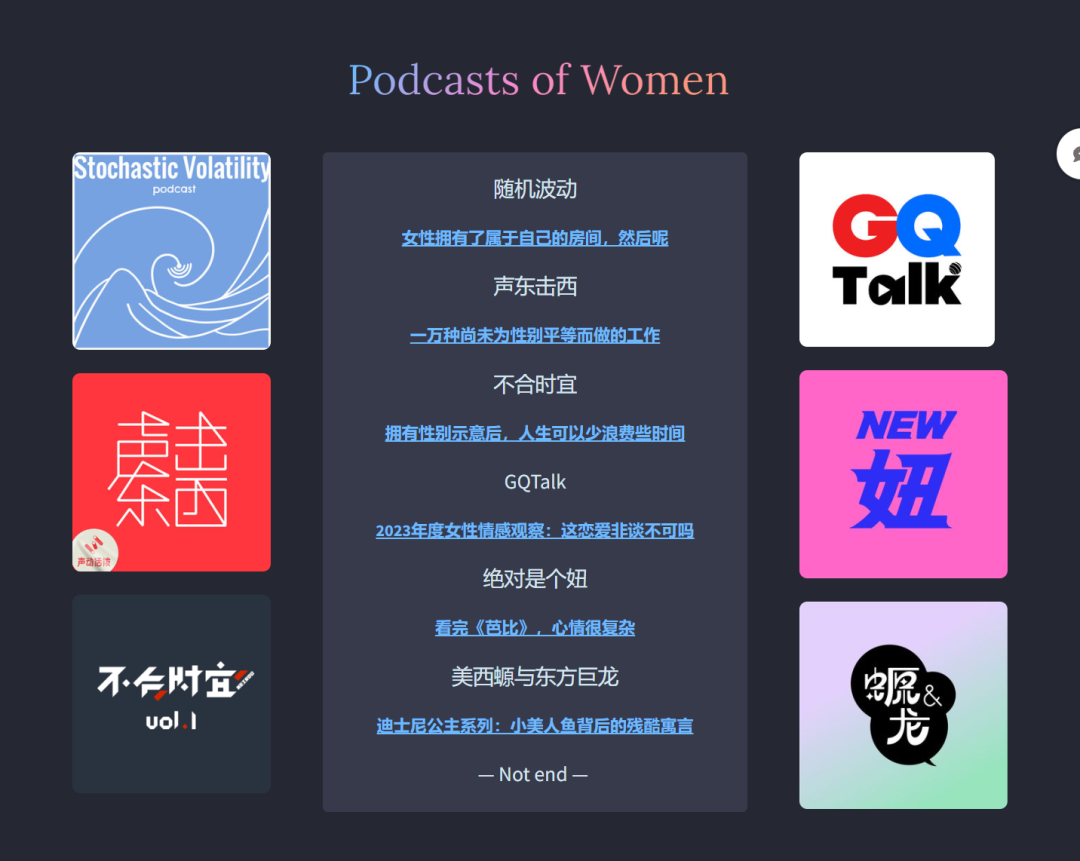 Podcasts of Women
Stochastic Volatility
podcast
声东击西
声动活泼
不合时宜
vol.1
随机波动
女性拥有了属于自己的房间，然后呢
声东击西
一万种尚未为性别平等而做的工作
不合时宜
拥有性别示意后，人生可以少浪费些时间
GQTalk
2023年度女性情感观察：这恋爱非谈不可吗
绝对是个妞
看完《芭比》，心情很复杂
美西螈与东方巨龙
迪士尼公主系列：小美人鱼背后的残酷寓言
— Not end —
GQ
Talk
NEW
妞
螈&
龙